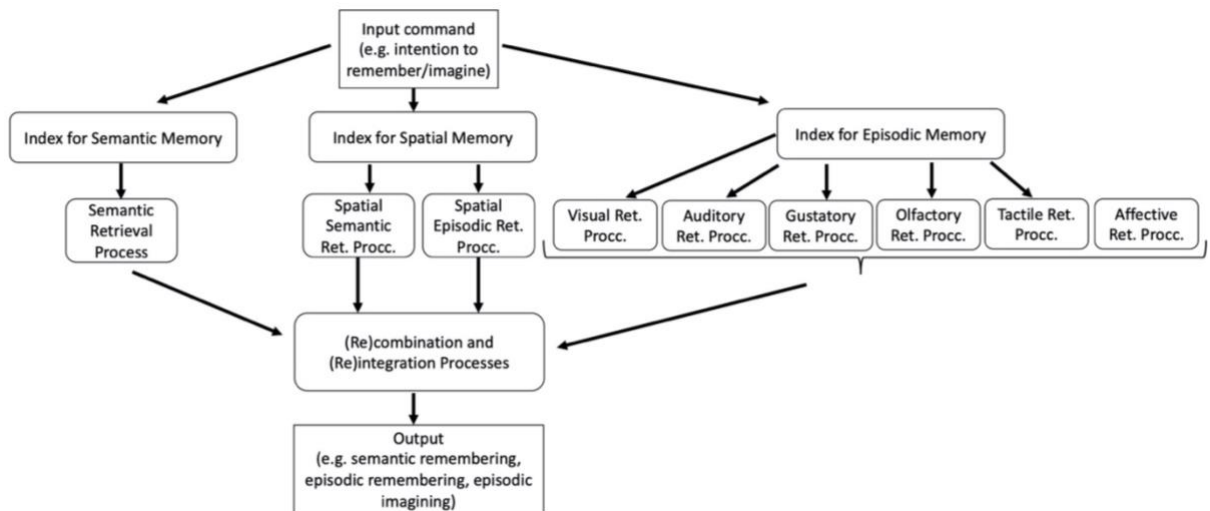 Input command
(e.g. intention to
remember/imagine)
Index for Semantic Memory
Index for Spatial Memory
Index for Episodic Memory
Semantic
Retrieval
Process
Spatial
Semantic
Ret. Procc.
Spatial
Episodic Ret.
Procc.
Visual Ret.
Procc.
Auditory
Ret. Procc.
Gustatory
Ret. Procc.
Olfactory
Ret. Procc.
Tactile Ret.
Procc.
Affective
Ret. Procc.
(Re)combination and
(Re)integration Processes
Output
(e.g. semantic remembering,
episodic remembering, episodic
imagining)